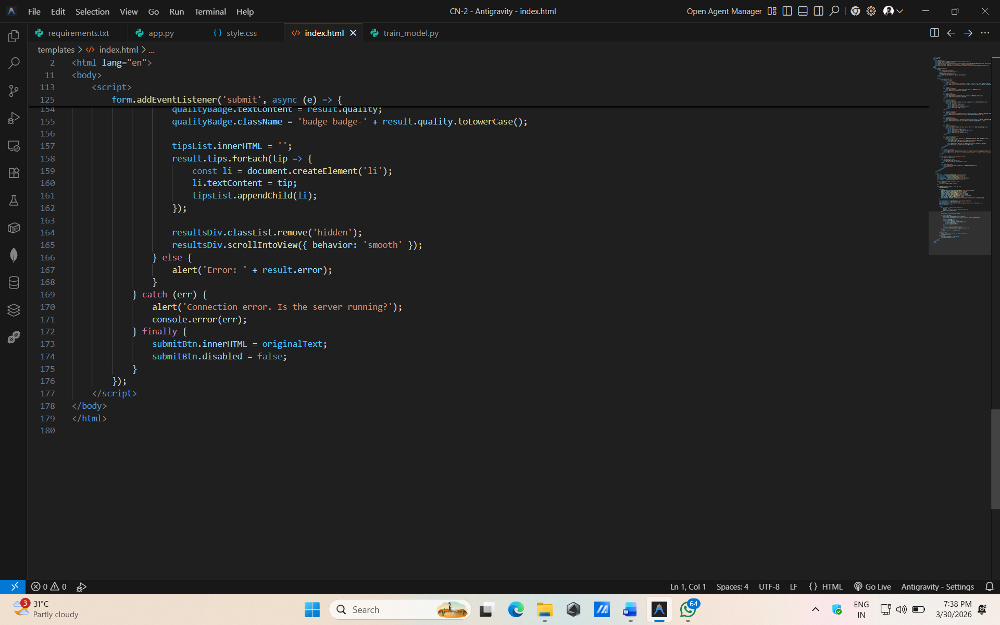 File Edit Selection View Go Run Terminal Help CN-2 - Antigravity - index.html Open Agent Manager
requirements.txt app.py { } style.css </> index.html train_model.py
templates > </> index.html > ...
2 <html lang="en">
11 <body>
113 <script>
125 form.addEventListener('submit', async (e) => {
154 qualityBadge.textContent = result.quality;
155 qualityBadge.className = 'badge badge-' + result.quality.toLowerCase();
156
157 tipsList.innerHTML = '';
158 result.tips.forEach(tip => {
159 const li = document.createElement('li');
160 li.textContent = tip;
161 tipsList.appendChild(li);
162 });
163
164 resultsDiv.classList.remove('hidden');
165 resultsDiv.scrollIntoView({ behavior: 'smooth' });
166 } else {
167 alert('Error: ' + result.error);
168 }
169 } catch (err) {
170 alert('Connection error. Is the server running?');
171 console.error(err);
172 } finally {
173 submitBtn.innerHTML = originalText;
174 submitBtn.disabled = false;
175 }
176 });
177 </script>
178 </body>
179 </html>
180
0 0 Ln 1, Col 1 Spaces: 4 UTF-8 LF { } HTML Go Live Antigravity - Settings
3 31°C
Partly cloudy
Search
64
ENG
IN
7:38 PM
3/30/2026